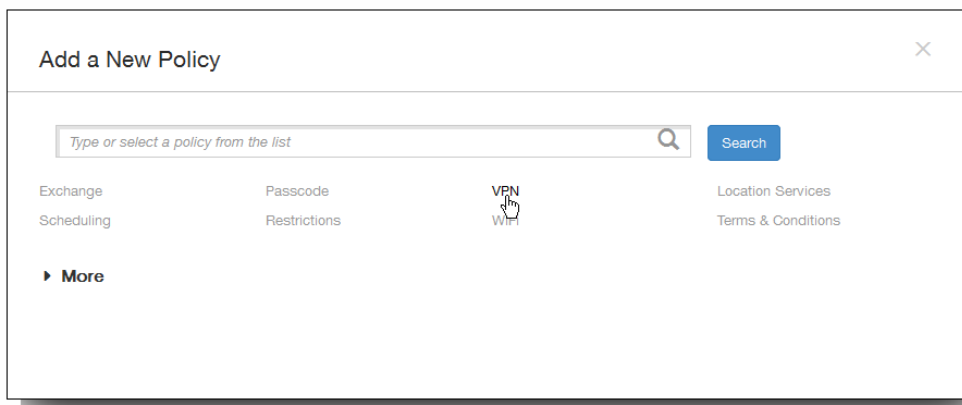 Add a New Policy
Type or select a policy from the list
Search
Exchange Passcode VPN Location Services
Scheduling Restrictions WiFi Terms & Conditions
More